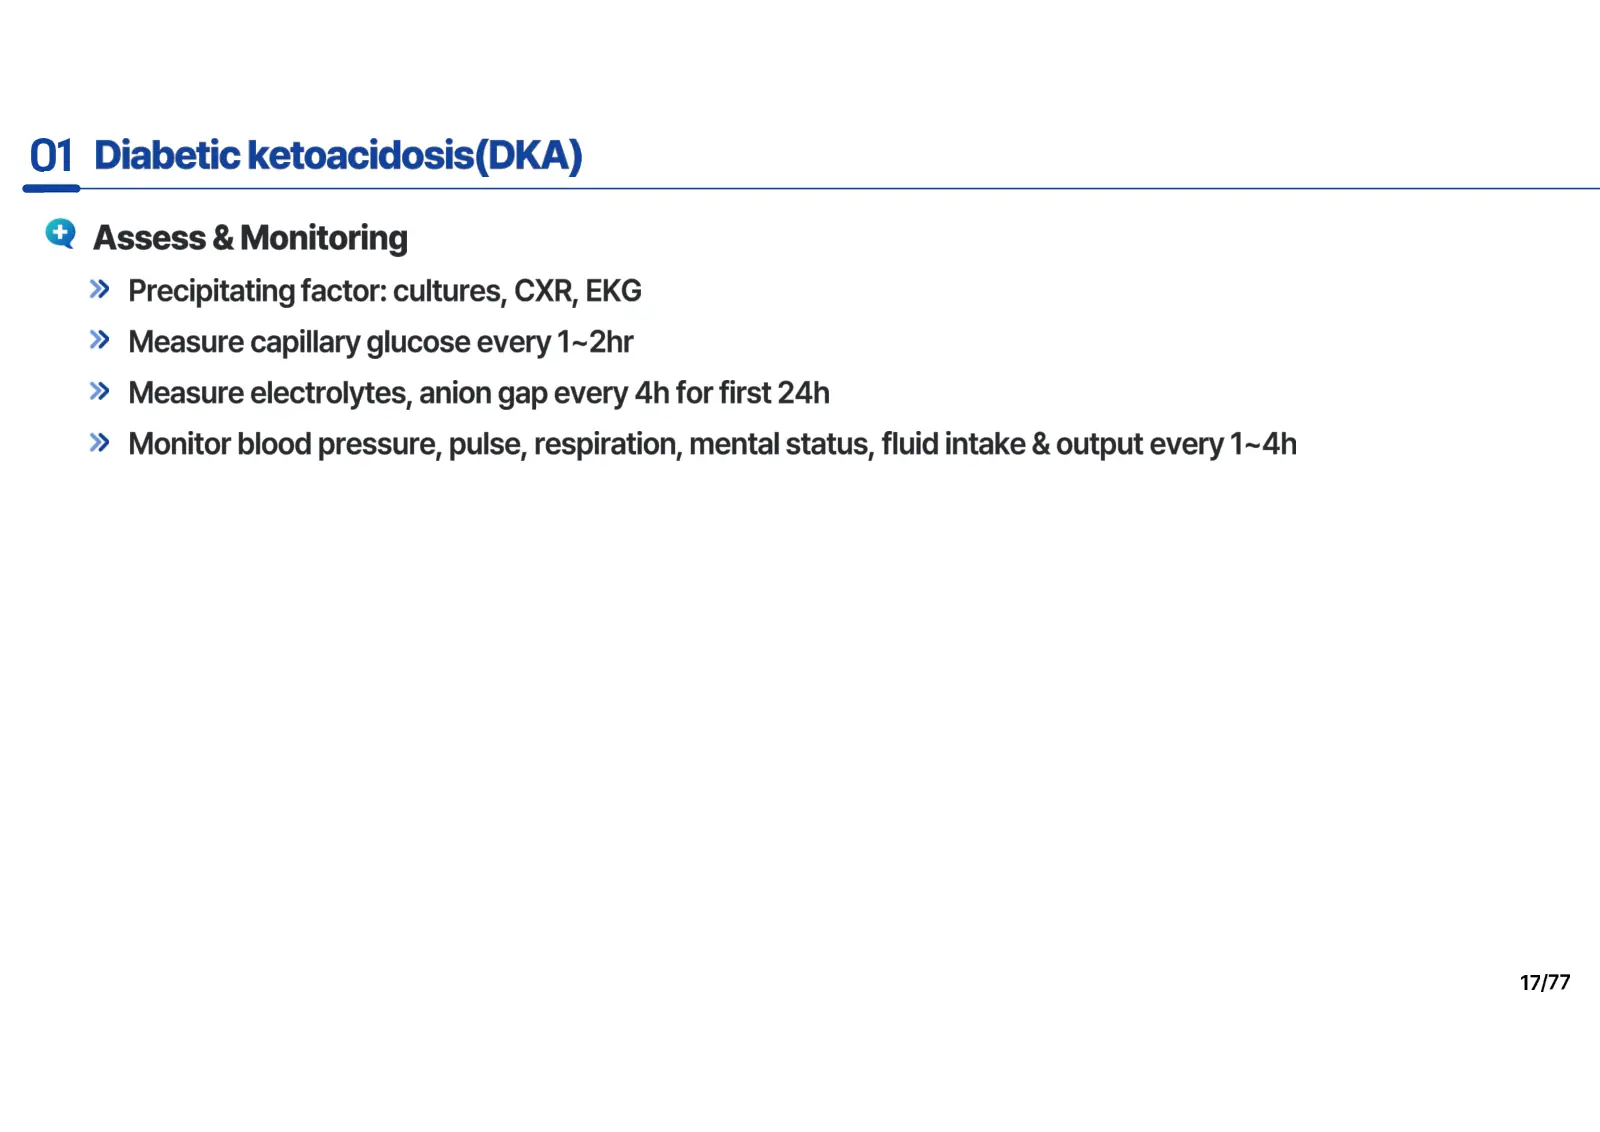 01 Diabetic ketoacidosis(DKA)
Assess & Monitoring
Precipitating factor: cultures, CXR, EKG
Measure capillary glucose every 1~2hr
Measure electrolytes, anion gap every 4h for first 24h
Monitor blood pressure, pulse, respiration, mental status, fluid intake & output every 1~4h
17/77